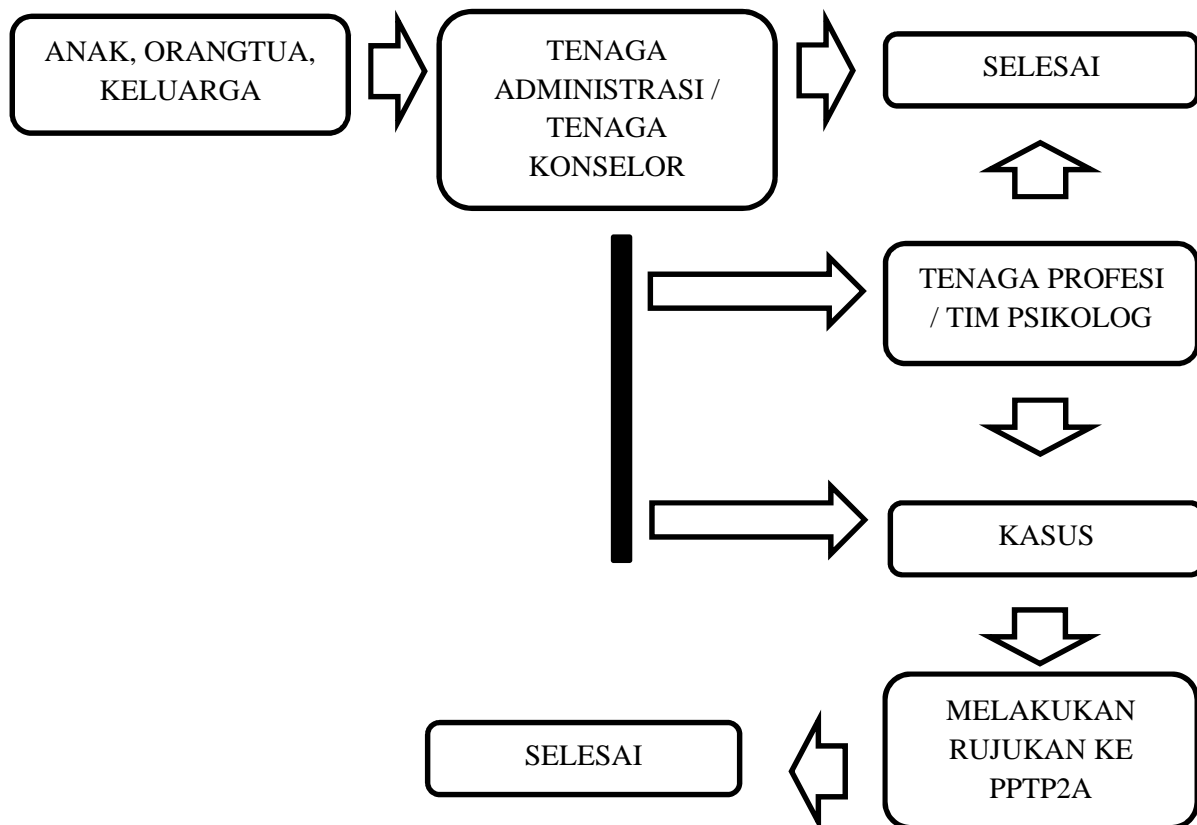 ANAK, ORANGTUA,
KELUARGA
TENAGA
ADMINISTRASI /
TENAGA
KONSELOR
SELESAI
TENAGA PROFESI
/ TIM PSIKOLOG
KASUS
MELAKUKAN
RUJUKAN KE
PPTP2A
SELESAI